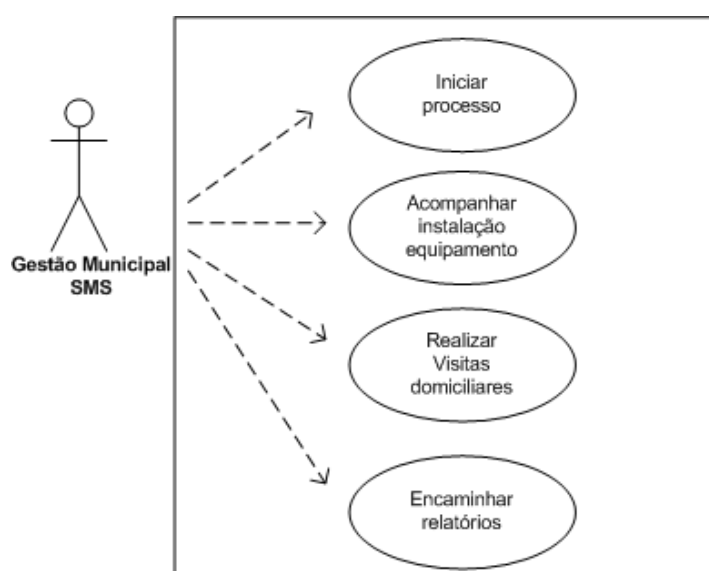 Iniciar
processo
Acompanhar
instalação
equipamento
Gestão Municipal
SMS
Realizar
Visitas
domiciliares
Encaminhar
relatórios